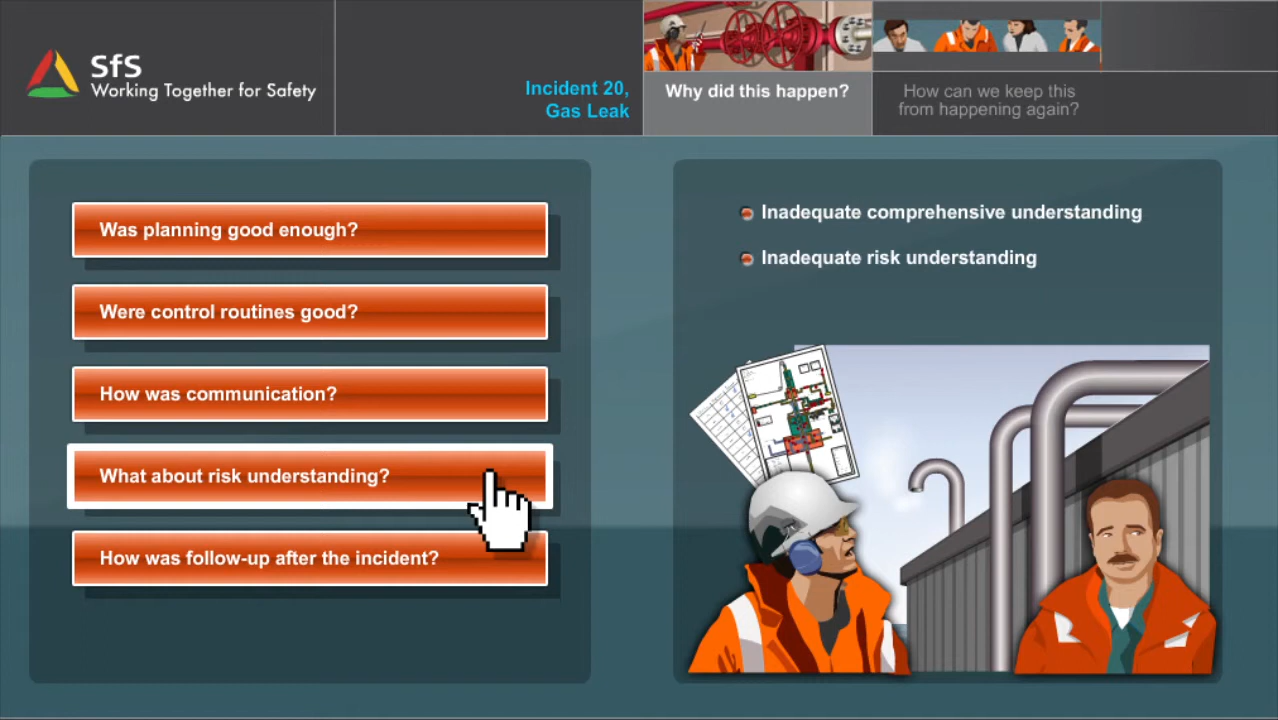 SfS
Working Together for Safety
Incident 20,
Gas Leak
Why did this happen?
How can we keep this
from happening again?
Was planning good enough?
Were control routines good?
How was communication?
What about risk understanding?
How was follow-up after the incident?
Inadequate comprehensive understanding
Inadequate risk understanding